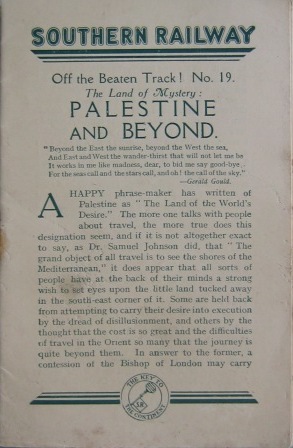 SOUTHERN RAILWAY
Off the Beaten Track! No. 19.
The Land of Mystery:
PALESTINE
AND BEYOND.
"Beyond the East the sunrise, beyond the West the sea,
And East and West the wander-thirst that will not let me be
It works in me like madness, dear, to bid me say good-bye,
For the seas call and the stars call, and oh! the call of the sky."
—Gerald Gould.
A HAPPY phrase-maker has written of
Palestine as "The Land of the World's
Desire." The more one talks with people
about travel, the more true does this
designation seem, and if it is not altogether exact
to say, as Dr. Samuel Johnson did, that "The
grand object of all travel is to see the shores of the
Mediterranean," it does appear that all sorts of
people have at the back of their minds a strong
wish to set eyes upon the little land tucked away
in the south-east corner of it. Some are held back
from attempting to carry their desire into execution
by the dread of disillusionment, and others by the
thought that the cost is so great and the difficulties
of travel in the Orient so many that the journey is
quite beyond them. In answer to the former, a
confession of the Bishop of London may carry
THE KEY TO
SR
THE CONTINENT